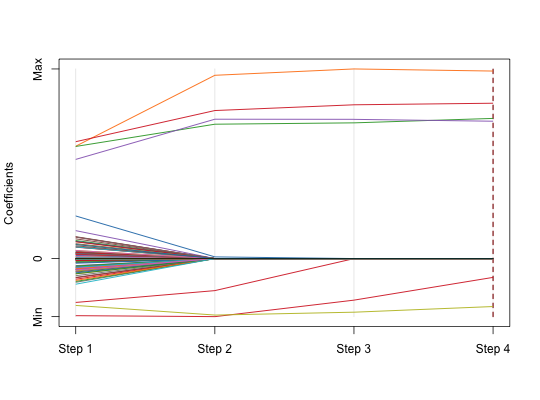 Coefficients
Max
0
Min
Step 1
Step 2
Step 3
Step 4